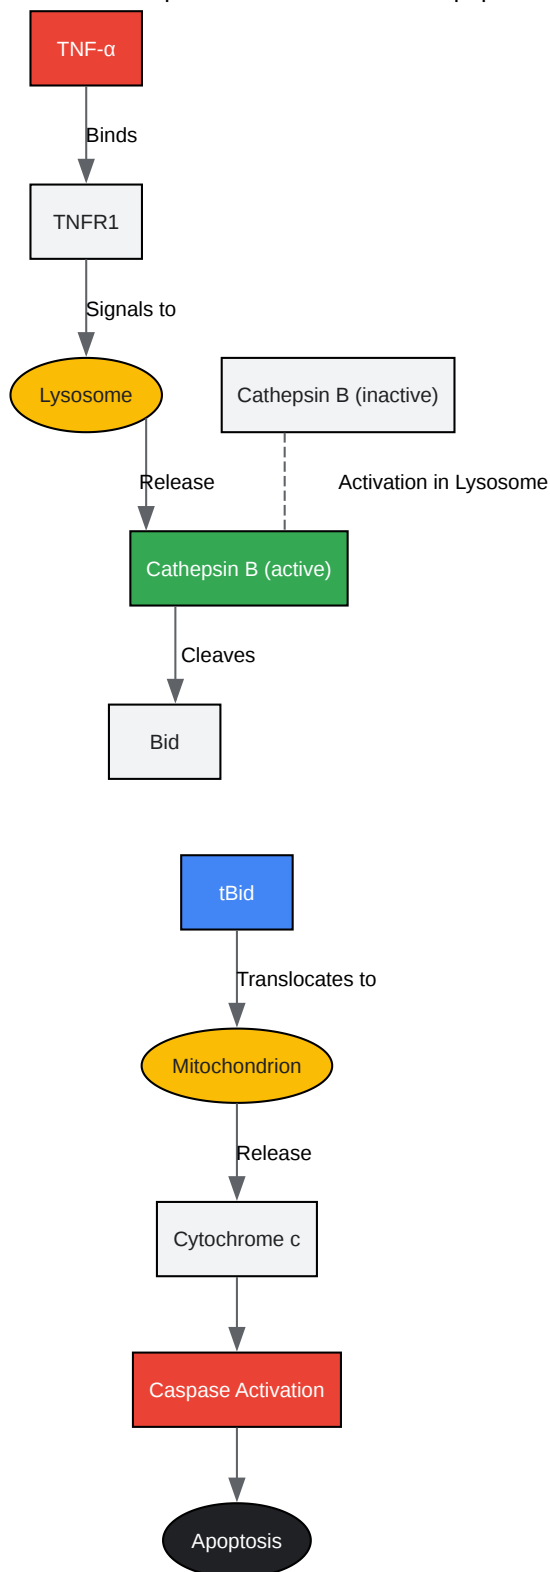 TNF-α
Binds
TNFR1
Signals to
Lysosome
Cathepsin B (inactive)
Release
Activation in Lysosome
Cathepsin B (active)
Cleaves
Bid
tBid
Translocates to
Mitochondrion
Release
Cytochrome c
Caspase Activation
Apoptosis